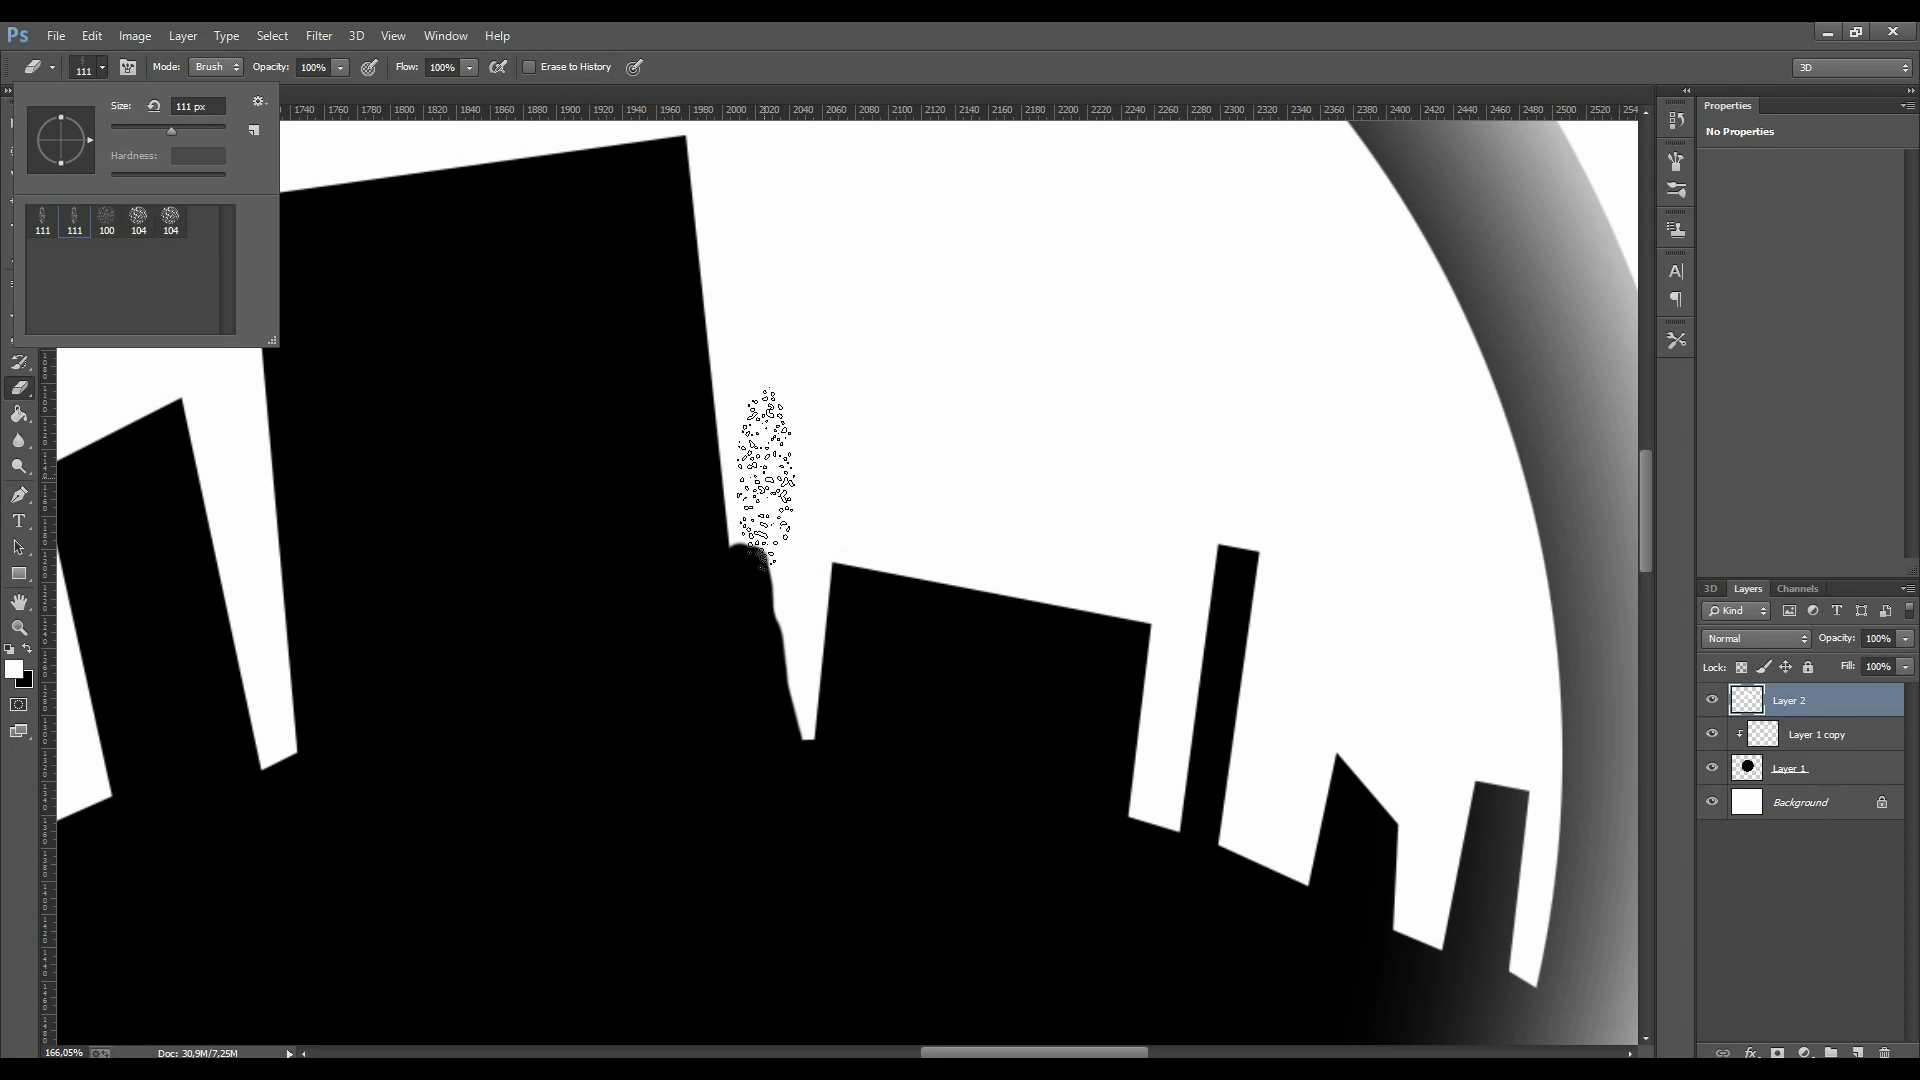 Ps File Edit Image Layer Type Select Filter 3D View Window Help
111 Mode: Brush Opacity: 100% Flow: 100% Erase to History 3D
Size: 111 px
Hardness:
111 111 100 104 104
1740 1760 1780 1800 1820 1840 1860 1880 1900 1920 1940 1960 1980 2000 2020 2040 2060 2080 2100 2120 2140 2160 2180 2200 2220 2240 2260 2280 2300 2320 2340 2360 2380 2400 2420 2440 2460 2480 2500 2520 254
Properties
No Properties
3D Layers Channels
Kind
Normal Opacity: 100%
Lock: Fill: 100%
Layer 2
Layer 1 copy
Layer 1
Background
166,05% Doc: 30,9M/7,25M